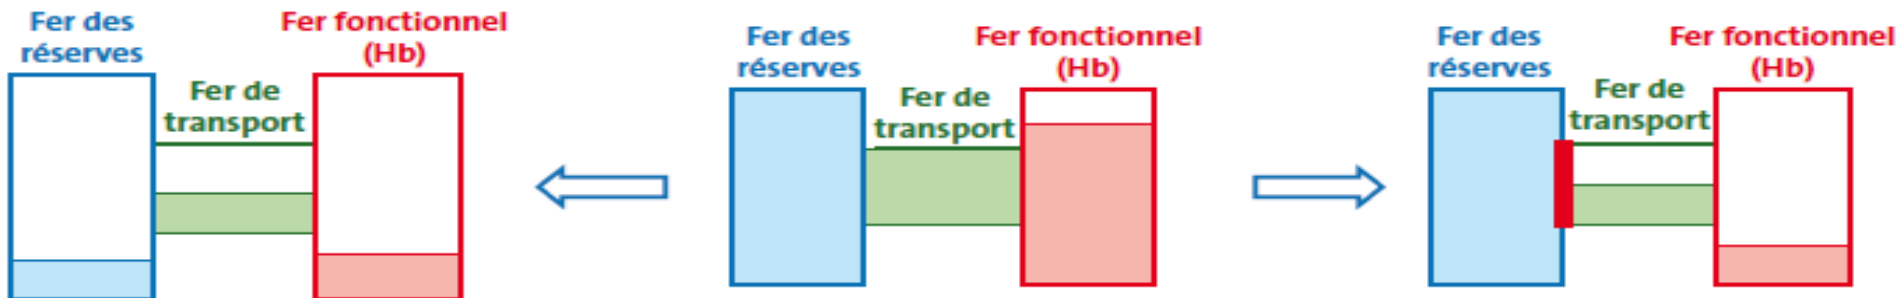 Fer des
réserves
Fer fonctionnel
(Hb)
Fer de
transport
Fer des
réserves
Fer fonctionnel
(Hb)
Fer de
transport
Fer des
réserves
Fer fonctionnel
(Hb)
Fer de
transport